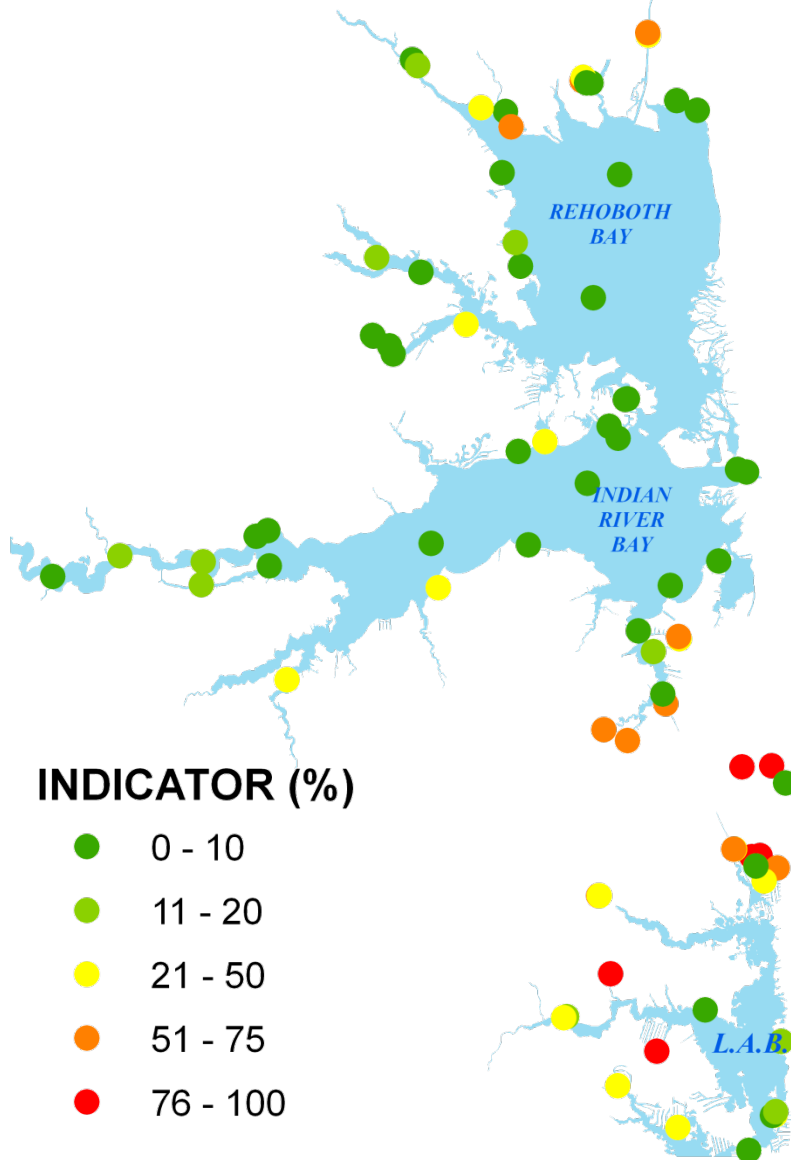 REHOBOTH
BAY
INDIAN
RIVER
BAY
INDICATOR (%)
0 - 10
11 - 20
21 - 50
51 - 75
76 - 100
L.A.B.